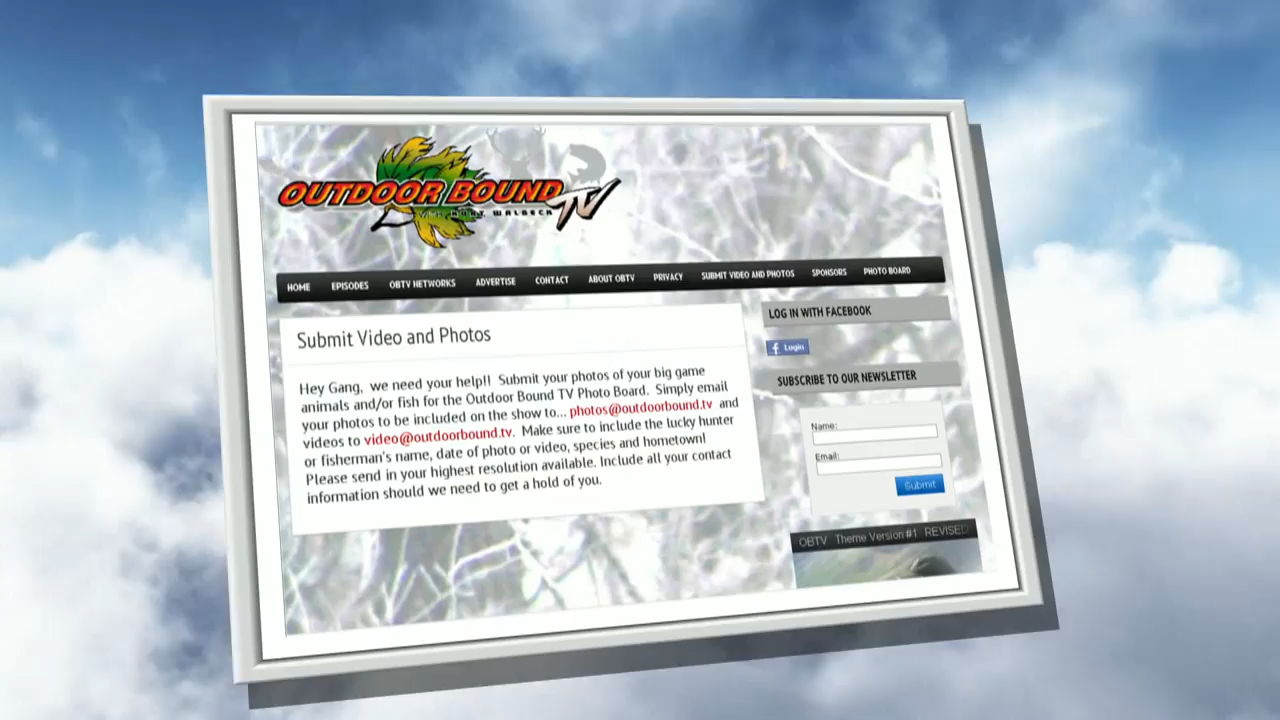 OUTDOOR BOUND TV
WITH KURT WALBECK
HOME EPISODES OBTV NETWORKS ADVERTISE CONTACT ABOUT OBTV PRIVACY SUBMIT VIDEO AND PHOTOS SPONSORS PHOTO BOARD
Submit Video and Photos
Hey Gang, we need your help!! Submit your photos of your big game
animals and/or fish for the Outdoor Bound TV Photo Board. Simply email
your photos to be included on the show to... photos@outdoorbound.tv and
videos to video@outdoorbound.tv. Make sure to include the lucky hunter
or fisherman's name, date of photo or video, species and hometown!
Please send in your highest resolution available. Include all your contact
information should we need to get a hold of you.
LOG IN WITH FACEBOOK
f Login
SUBSCRIBE TO OUR NEWSLETTER
Name:
Email:
Submit
OBTV Theme Version #1 REVISED